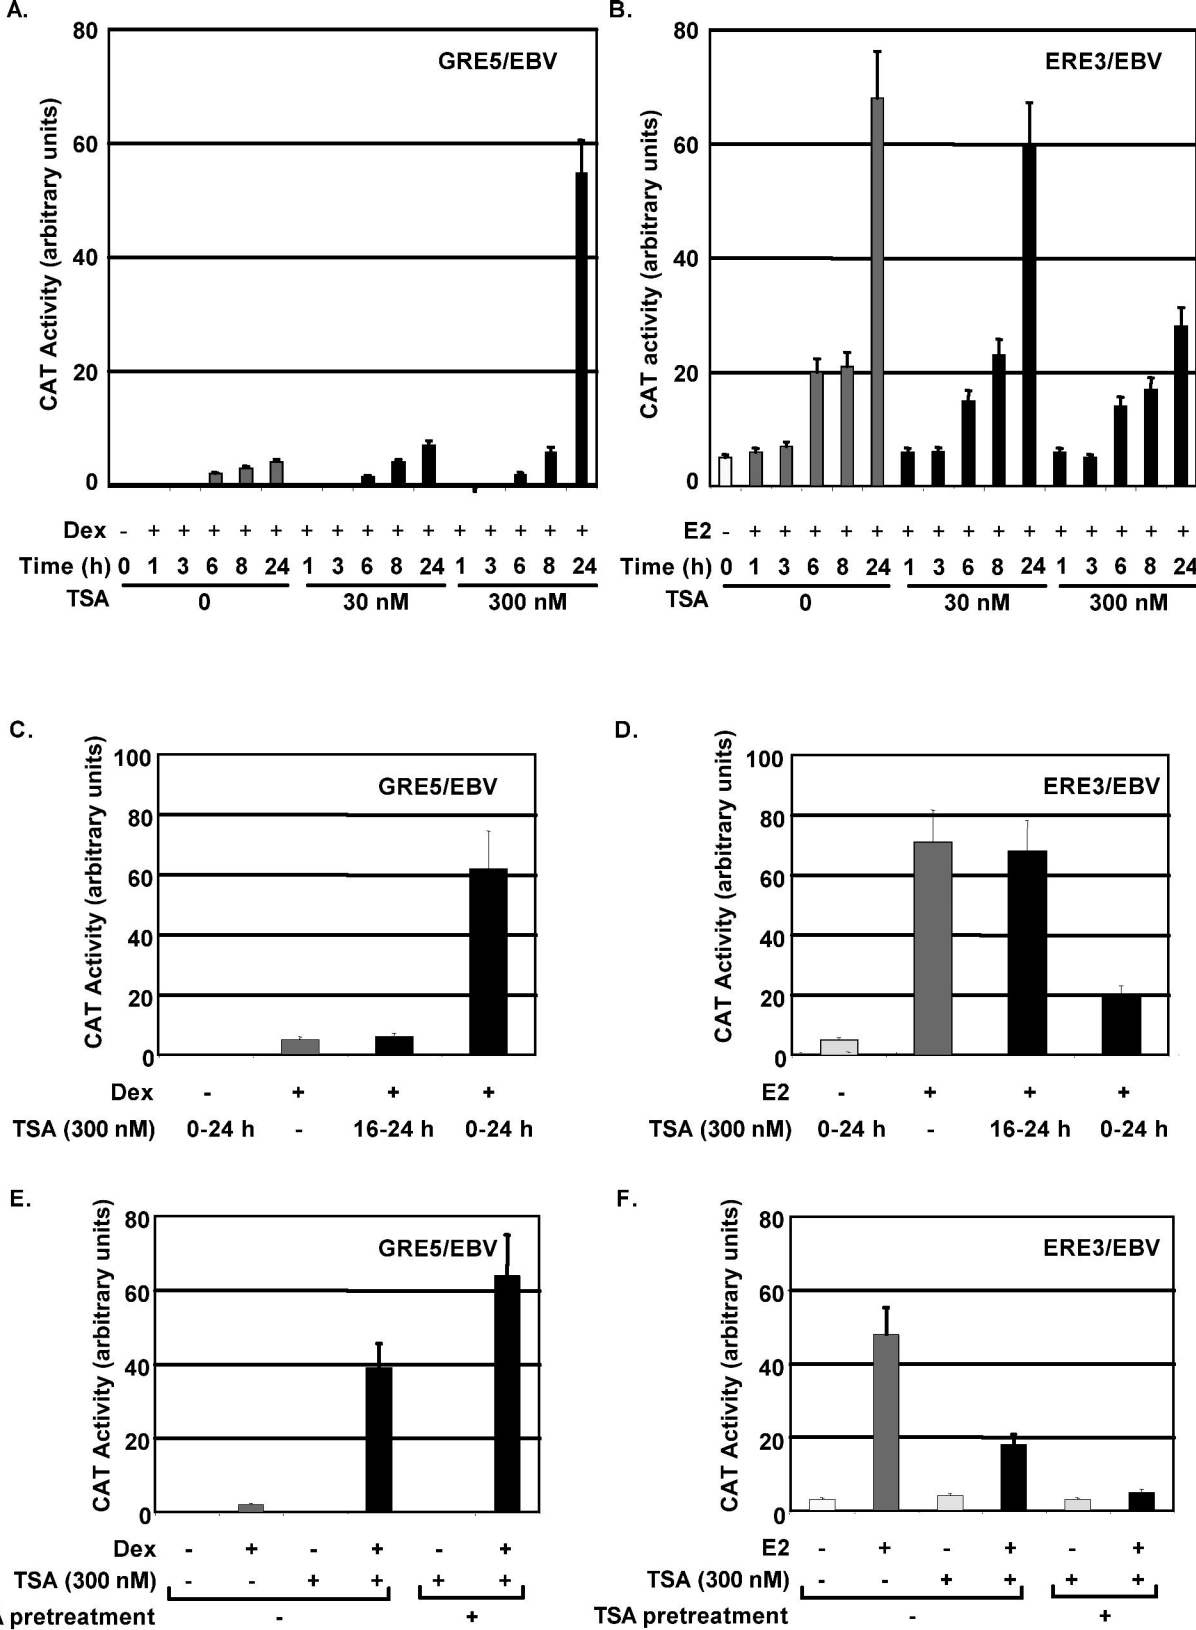 A.
GRE5/EBV
CAT Activity (arbitrary units)
80
60
40
20
0
Dex - + + + + + + + + + + + + + + +
Time (h) 0 1 3 6 8 24 1 3 6 8 24 1 3 6 8 24
TSA 0 30 nM 300 nM
B.
ERE3/EBV
CAT activity (arbitrary units)
80
60
40
20
0
E2 - + + + + + + + + + + + + + + +
Time (h) 0 1 3 6 8 24 1 3 6 8 24 1 3 6 8 24
TSA 0 30 nM 300 nM
C.
GRE5/EBV
CAT Activity (arbitrary units)
100
80
60
40
20
0
Dex - + + +
TSA (300 nM) 0-24 h - 16-24 h 0-24 h
D.
ERE3/EBV
CAT Activity (arbitrary units)
100
80
60
40
20
0
E2 - + + +
TSA (300 nM) 0-24 h - 16-24 h 0-24 h
E.
GRE5/EBV
CAT Activity (arbitrary units)
80
60
40
20
0
Dex - + - + - +
TSA (300 nM) - - + + + +
A pretreatment - +
F.
ERE3/EBV
CAT Activity (arbitrary units)
80
60
40
20
0
E2 - + - + - +
TSA (300 nM) - - + + + +
TSA pretreatment - +